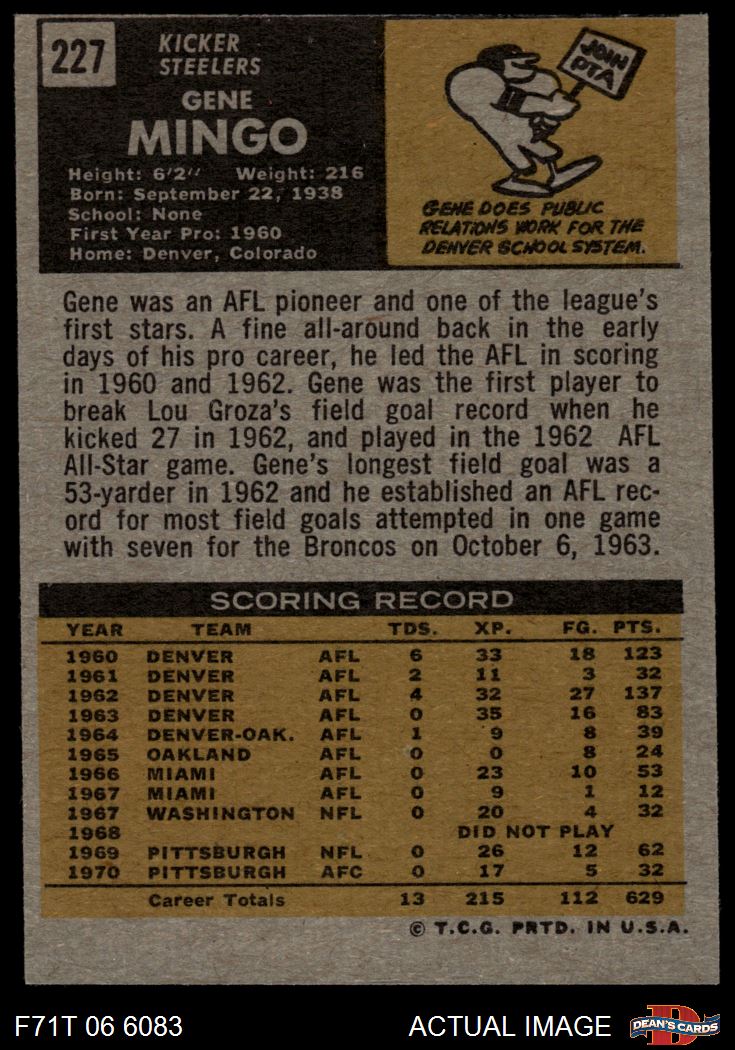 227
KICKER
STEELERS
GENE
MINGO
Height: 6'2" Weight: 216
Born: September 22, 1938
School: None
First Year Pro: 1960
Home: Denver, Colorado
JOIN
PTA
GENE DOES PUBLIC
RELATIONS WORK FOR THE
DENVER SCHOOL SYSTEM.
Gene was an AFL pioneer and one of the league's
first stars. A fine all-around back in the early
days of his pro career, he led the AFL in scoring
in 1960 and 1962. Gene was the first player to
break Lou Groza's field goal record when he
kicked 27 in 1962, and played in the 1962 AFL
All-Star game. Gene's longest field goal was a
53-yarder in 1962 and he established an AFL rec-
ord for most field goals attempted in one game
with seven for the Broncos on October 6, 1963.
SCORING RECORD
YEAR TEAM TDS. XP. FG. PTS.
1960 DENVER AFL 6 33 18 123
1961 DENVER AFL 2 11 3 32
1962 DENVER AFL 4 32 27 137
1963 DENVER AFL 0 35 16 83
1964 DENVER-OAK. AFL 1 9 8 39
1965 OAKLAND AFL 0 0 8 24
1966 MIAMI AFL 0 23 10 53
1967 MIAMI AFL 0 9 1 12
1967 WASHINGTON NFL 0 20 4 32
1968 DID NOT PLAY
1969 PITTSBURGH NFL 0 26 12 62
1970 PITTSBURGH AFC 0 17 5 32
Career Totals 13 215 112 629
© T.C.G. PRTD. IN U.S.A.
F71T 06 6083 ACTUAL IMAGE
DEAN'S CARDS